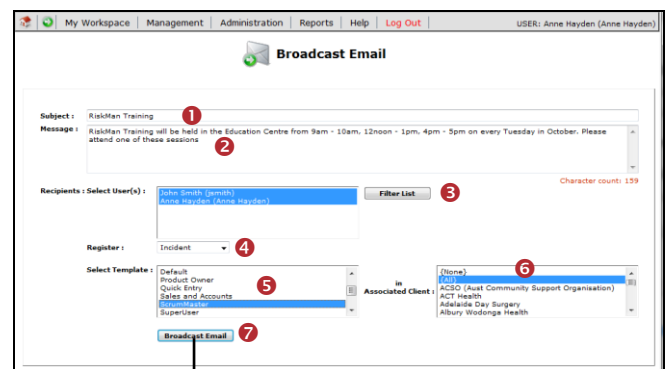 My Workspace | Management | Administration | Reports | Help | Log Out | USER: Anne Hayden (Anne Hayden)
Broadcast Email
Subject : RiskMan Training 1
Message : RiskMan Training will be held in the Education Centre from 9am - 10am, 12noon - 1pm, 4pm - 5pm on every Tuesday in October. Please
attend one of these sessions 2
Character count: 159
Recipients : Select User(s) : John Smith (jsmith) Filter List 3
Anne Hayden (Anne Hayden)
Register : Incident 4
Select Template : Default
Product Owner
Quick Entry
Sales and Accounts
ScrumMaster
SuperUser
5
in
Associated Client :
{None}
{All}
ACSO (Aust Community Support Organisation)
ACT Health
Adelaide Day Surgery
Albury Wodonga Health
6
Broadcast Email 7